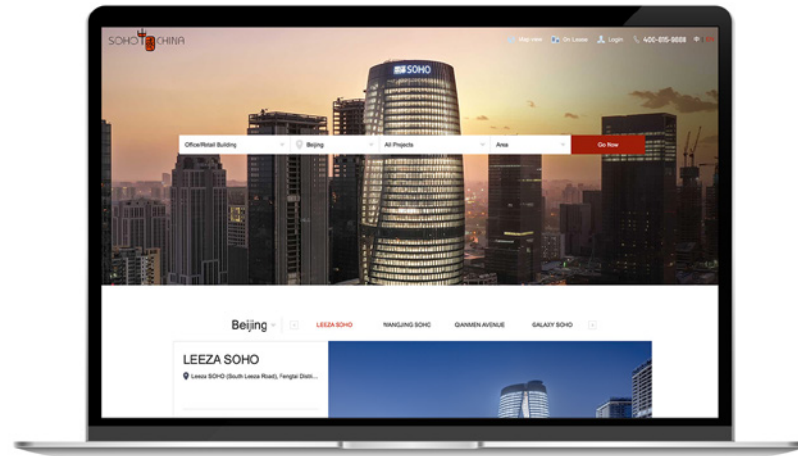 SOHO CHINA
Map view On Lease Login 400-815-9888 中 | EN
SOHO
Office/Retail Building Beijing All Projects Area Go Now
Beijing LEEZA SOHO WANGJING SOHO QIANMEN AVENUE GALAXY SOHO
LEEZA SOHO
Leeza SOHO (South Leeza Road), Fengtai Distri...